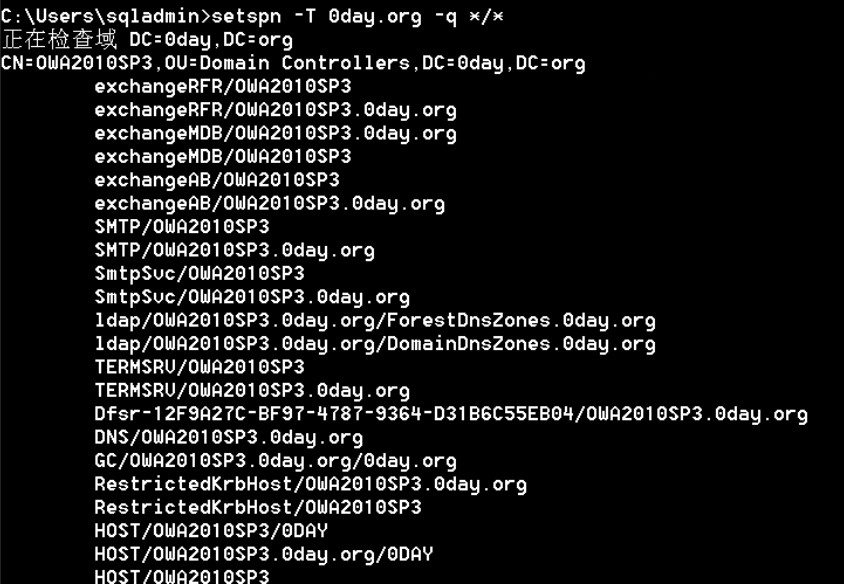 C:\Users\sqladmin>setspn -T 0day.org -q */*
正在检查域 DC=0day,DC=org
CN=OWA2010SP3,OU=Domain Controllers,DC=0day,DC=org
exchangeRFR/OWA2010SP3
exchangeRFR/OWA2010SP3.0day.org
exchangeMDB/OWA2010SP3.0day.org
exchangeMDB/OWA2010SP3
exchangeAB/OWA2010SP3
exchangeAB/OWA2010SP3.0day.org
SMTP/OWA2010SP3
SMTP/OWA2010SP3.0day.org
SmtpSvc/OWA2010SP3
SmtpSvc/OWA2010SP3.0day.org
ldap/OWA2010SP3.0day.org/ForestDnsZones.0day.org
ldap/OWA2010SP3.0day.org/DomainDnsZones.0day.org
TERMSRV/OWA2010SP3
TERMSRV/OWA2010SP3.0day.org
Dfsr-12F9A27C-BF97-4787-9364-D31B6C55EB04/OWA2010SP3.0day.org
DNS/OWA2010SP3.0day.org
GC/OWA2010SP3.0day.org/0day.org
RestrictedKrbHost/OWA2010SP3.0day.org
RestrictedKrbHost/OWA2010SP3
HOST/OWA2010SP3/0DAY
HOST/OWA2010SP3.0day.org/0DAY
HOST/OWA2010SP3